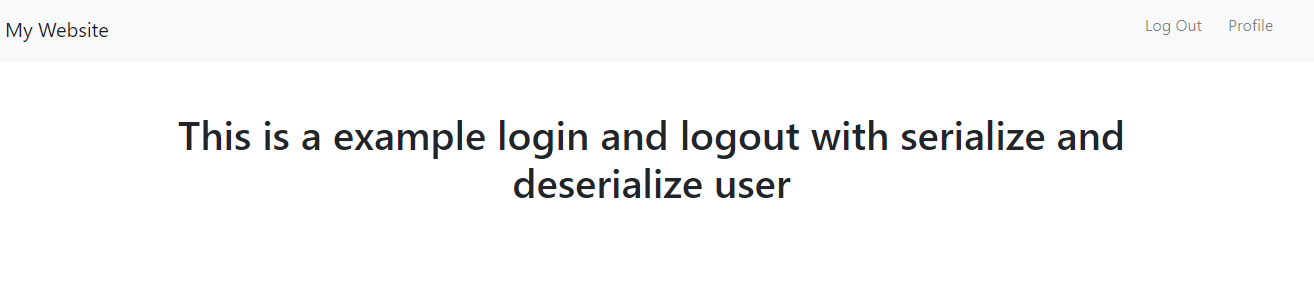 My Website
Log Out
Profile
This is a example login and logout with serialize and
deserialize user